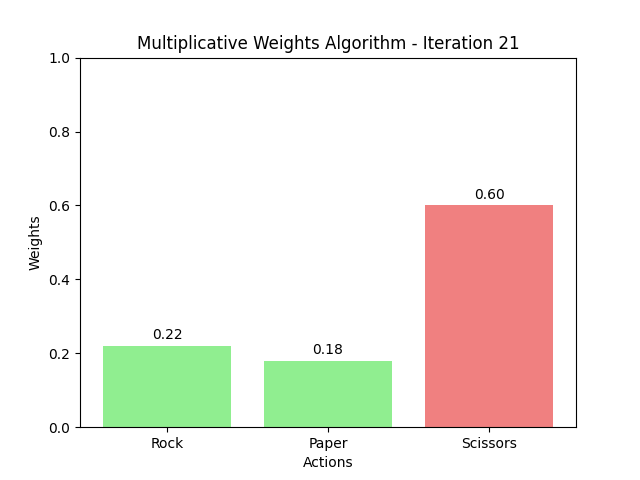 Multiplicative Weights Algorithm - Iteration 21
1.0
0.8
0.6
0.4
0.2
0.0
Weights
0.22
0.18
0.60
Rock
Paper
Scissors
Actions